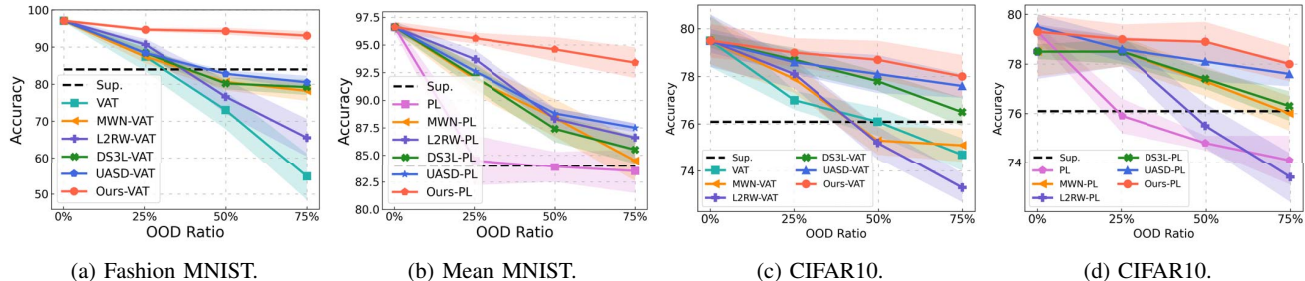 100
90
80
70
60
50
Accuracy
Sup.
VAT
MWN-VAT
L2RW-VAT
DS3L-VAT
UASD-VAT
Ours-VAT
0% 25% 50% 75%
OOD Ratio
(a) Fashion MNIST.
97.5
95.0
92.5
90.0
87.5
85.0
82.5
80.0
Accuracy
Sup.
PL
MWN-PL
L2RW-PL
DS3L-PL
UASD-PL
Ours-PL
0% 25% 50% 75%
OOD Ratio
(b) Mean MNIST.
80
78
76
74
Accuracy
Sup. DS3L-VAT
VAT UASD-VAT
MWN-VAT Ours-VAT
L2RW-VAT
0% 25% 50% 75%
OOD Ratio
(c) CIFAR10.
80
78
76
74
Accuracy
Sup. DS3L-PL
PL UASD-PL
MWN-PL Ours-PL
L2RW-PL
0% 25% 50% 75%
OOD Ratio
(d) CIFAR10.